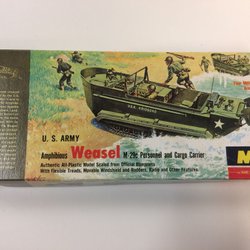 U. S. ARMY
Amphibious Weasel M-29c Personnel and Cargo Carrier
Authentic All-Plastic Model Scaled from Official Blueprints
With Flexible Treads, Movable Windshield and Rudders, Radio and Other Features